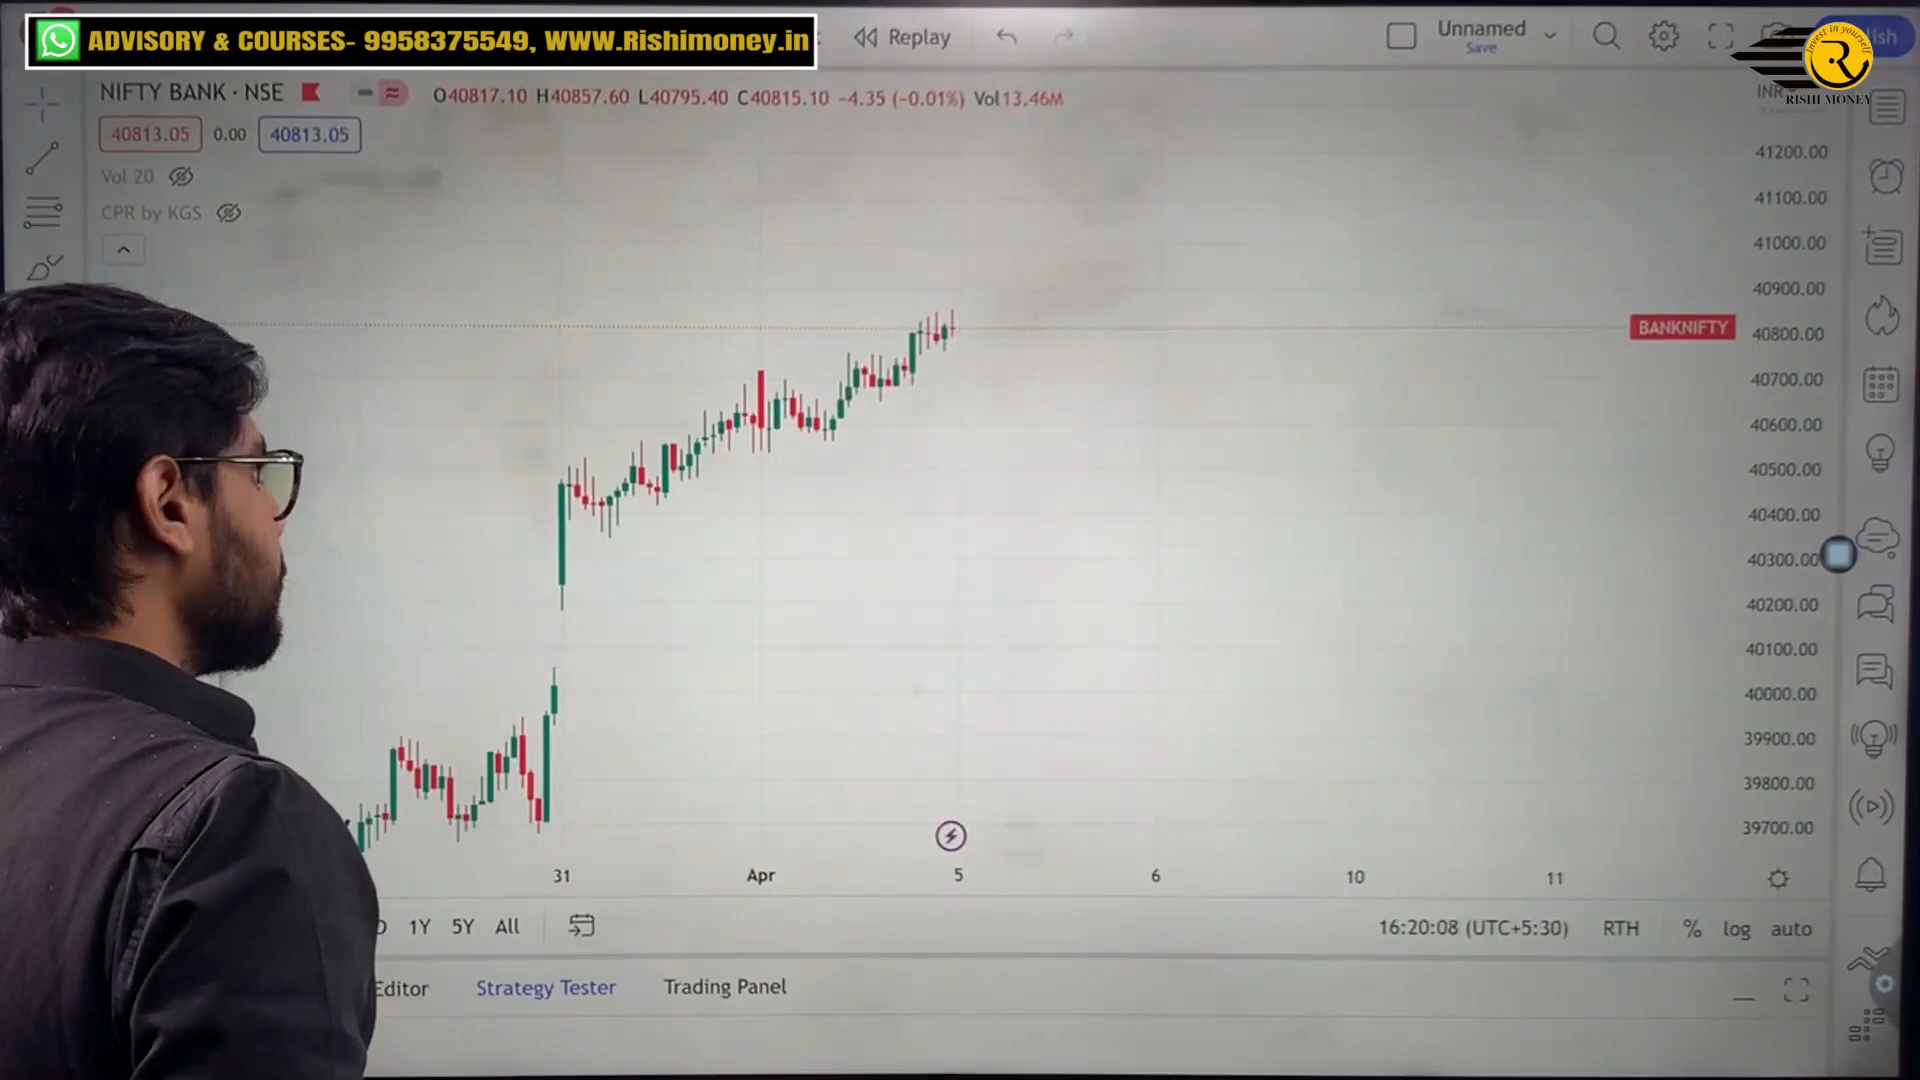 ADVISORY & COURSES- 9958375549, WWW.Rishimoney.in
Replay
Unnamed
Save
Invest in yourself
R
RISHI MONEY
NIFTY BANK · NSE
O40817.10 H40857.60 L40795.40 C40815.10 −4.35 (−0.01%) Vol13.46M
INR
40813.05 0.00 40813.05
Vol 20
CPR by KGS
41200.00
41100.00
41000.00
40900.00
BANKNIFTY
40800.00
40700.00
40600.00
40500.00
40400.00
40300.00
40200.00
40100.00
40000.00
39900.00
39800.00
39700.00
31 Apr 5 6 10 11
1Y 5Y All
16:20:08 (UTC+5:30) RTH % log auto
Editor Strategy Tester Trading Panel